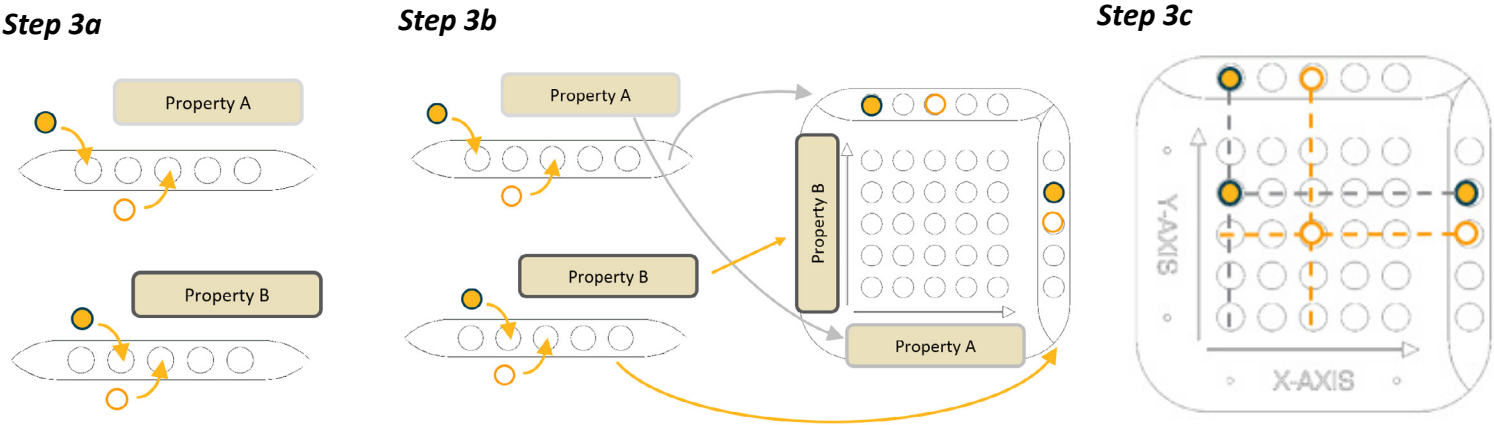 Step 3a
Property A
Property B
Step 3b
Property A
Property B
Property B
Property A
Step 3c
Y-AXIS
X-AXIS